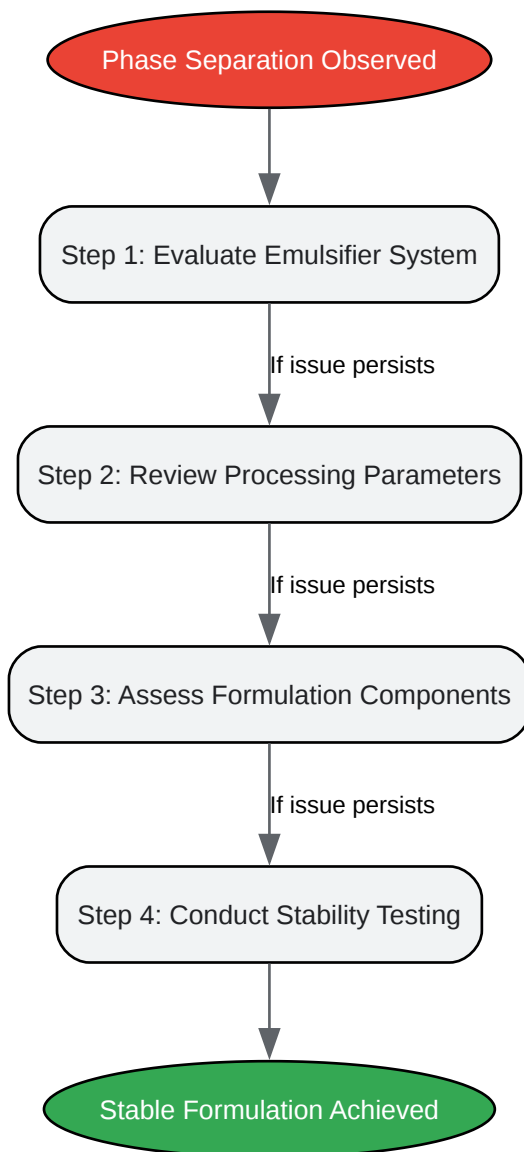 Phase Separation Observed
Step 1: Evaluate Emulsifier System
If issue persists
Step 2: Review Processing Parameters
If issue persists
Step 3: Assess Formulation Components
If issue persists
Step 4: Conduct Stability Testing
Stable Formulation Achieved